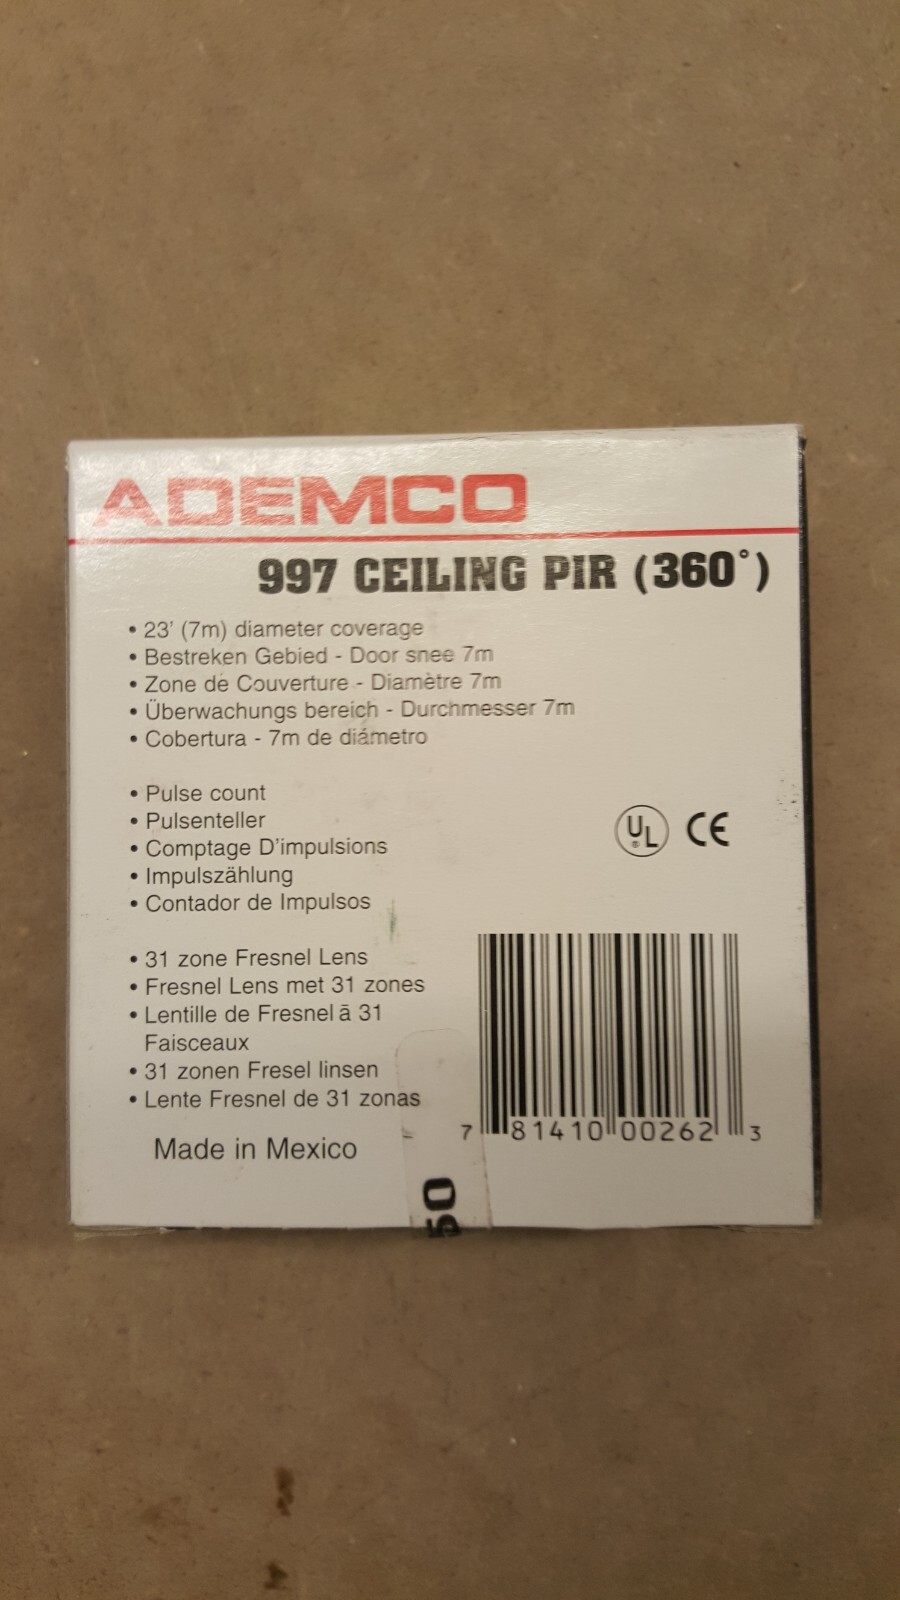 ADEMCO
997 CEILING PIR (360°)
• 23' (7m) diameter coverage
• Bestreken Gebied - Door snee 7m
• Zone de Couverture - Diamètre 7m
• Überwachungs bereich - Durchmesser 7m
• Cobertura - 7m de diámetro
• Pulse count
• Pulsenteller
• Comptage D'impulsions
• Impulszählung
• Contador de Impulsos
UL CE
• 31 zone Fresnel Lens
• Fresnel Lens met 31 zones
• Lentille de Fresnel ā 31
Faisceaux
• 31 zonen Fresel linsen
• Lente Fresnel de 31 zonas
7 81410 00262 3
Made in Mexico
50